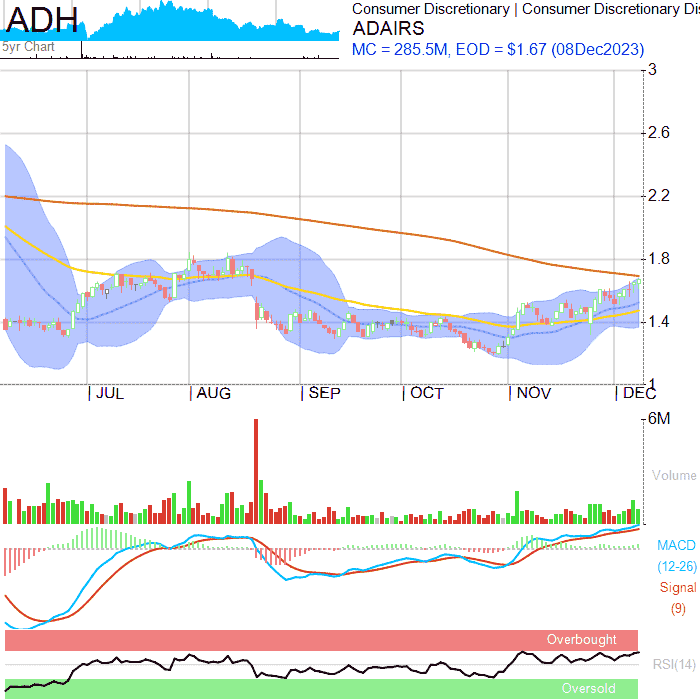 ADH
5yr Chart
Consumer Discretionary | Consumer Discretionary Dis
ADAIRS
MC = 285.5M, EOD = $1.67 (08Dec2023)
3
2.6
2.2
1.8
1.4
1
JUL AUG SEP OCT NOV DEC
6M
Volume
MACD
(12-26)
Signal
(9)
Overbought
RSI(14)
Oversold